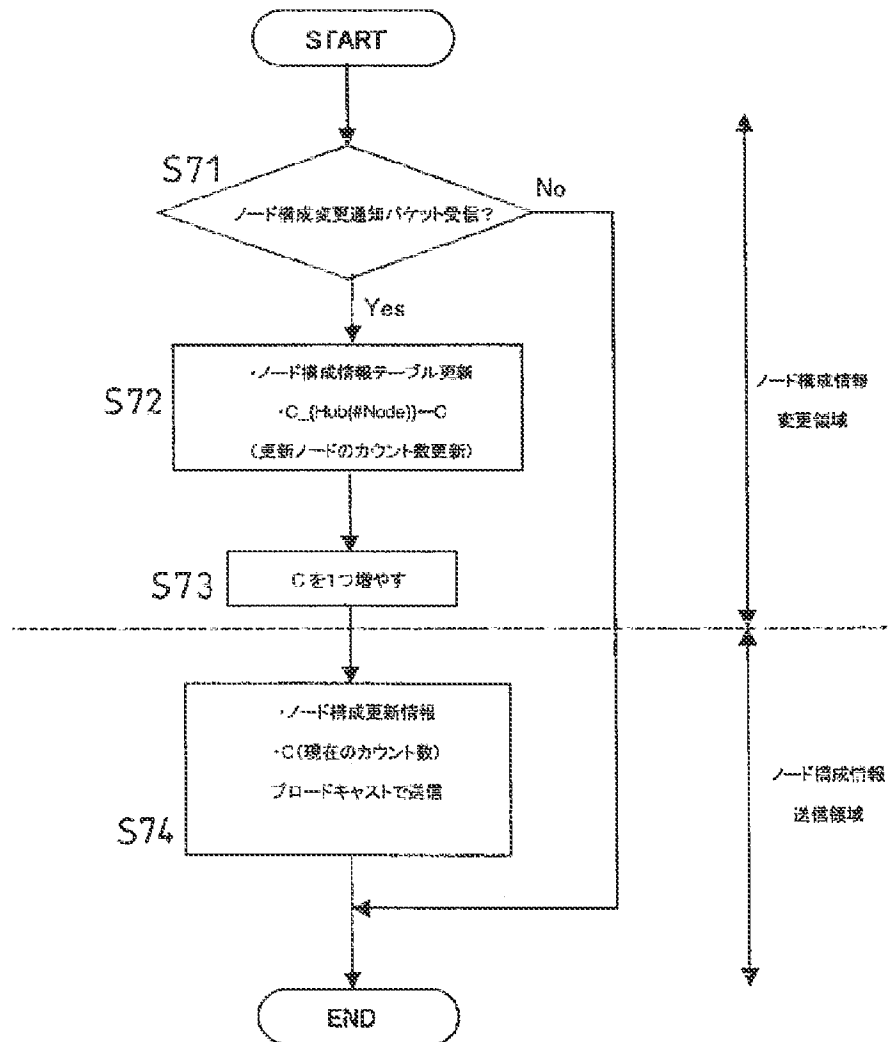 START
S71
No
ノード構成変更通知パケット受信?
Yes
S72
・ノード構成情報テーブル更新
・C_{Hub(#Node)}←C
(更新ノードのカウント数更新)
ノード構成情報
変更領域
S73
Cを1つ増やす
・ノード構成更新情報
・C(現在のカウント数)
ブロードキャストで送信
S74
ノード構成情報
送信領域
END